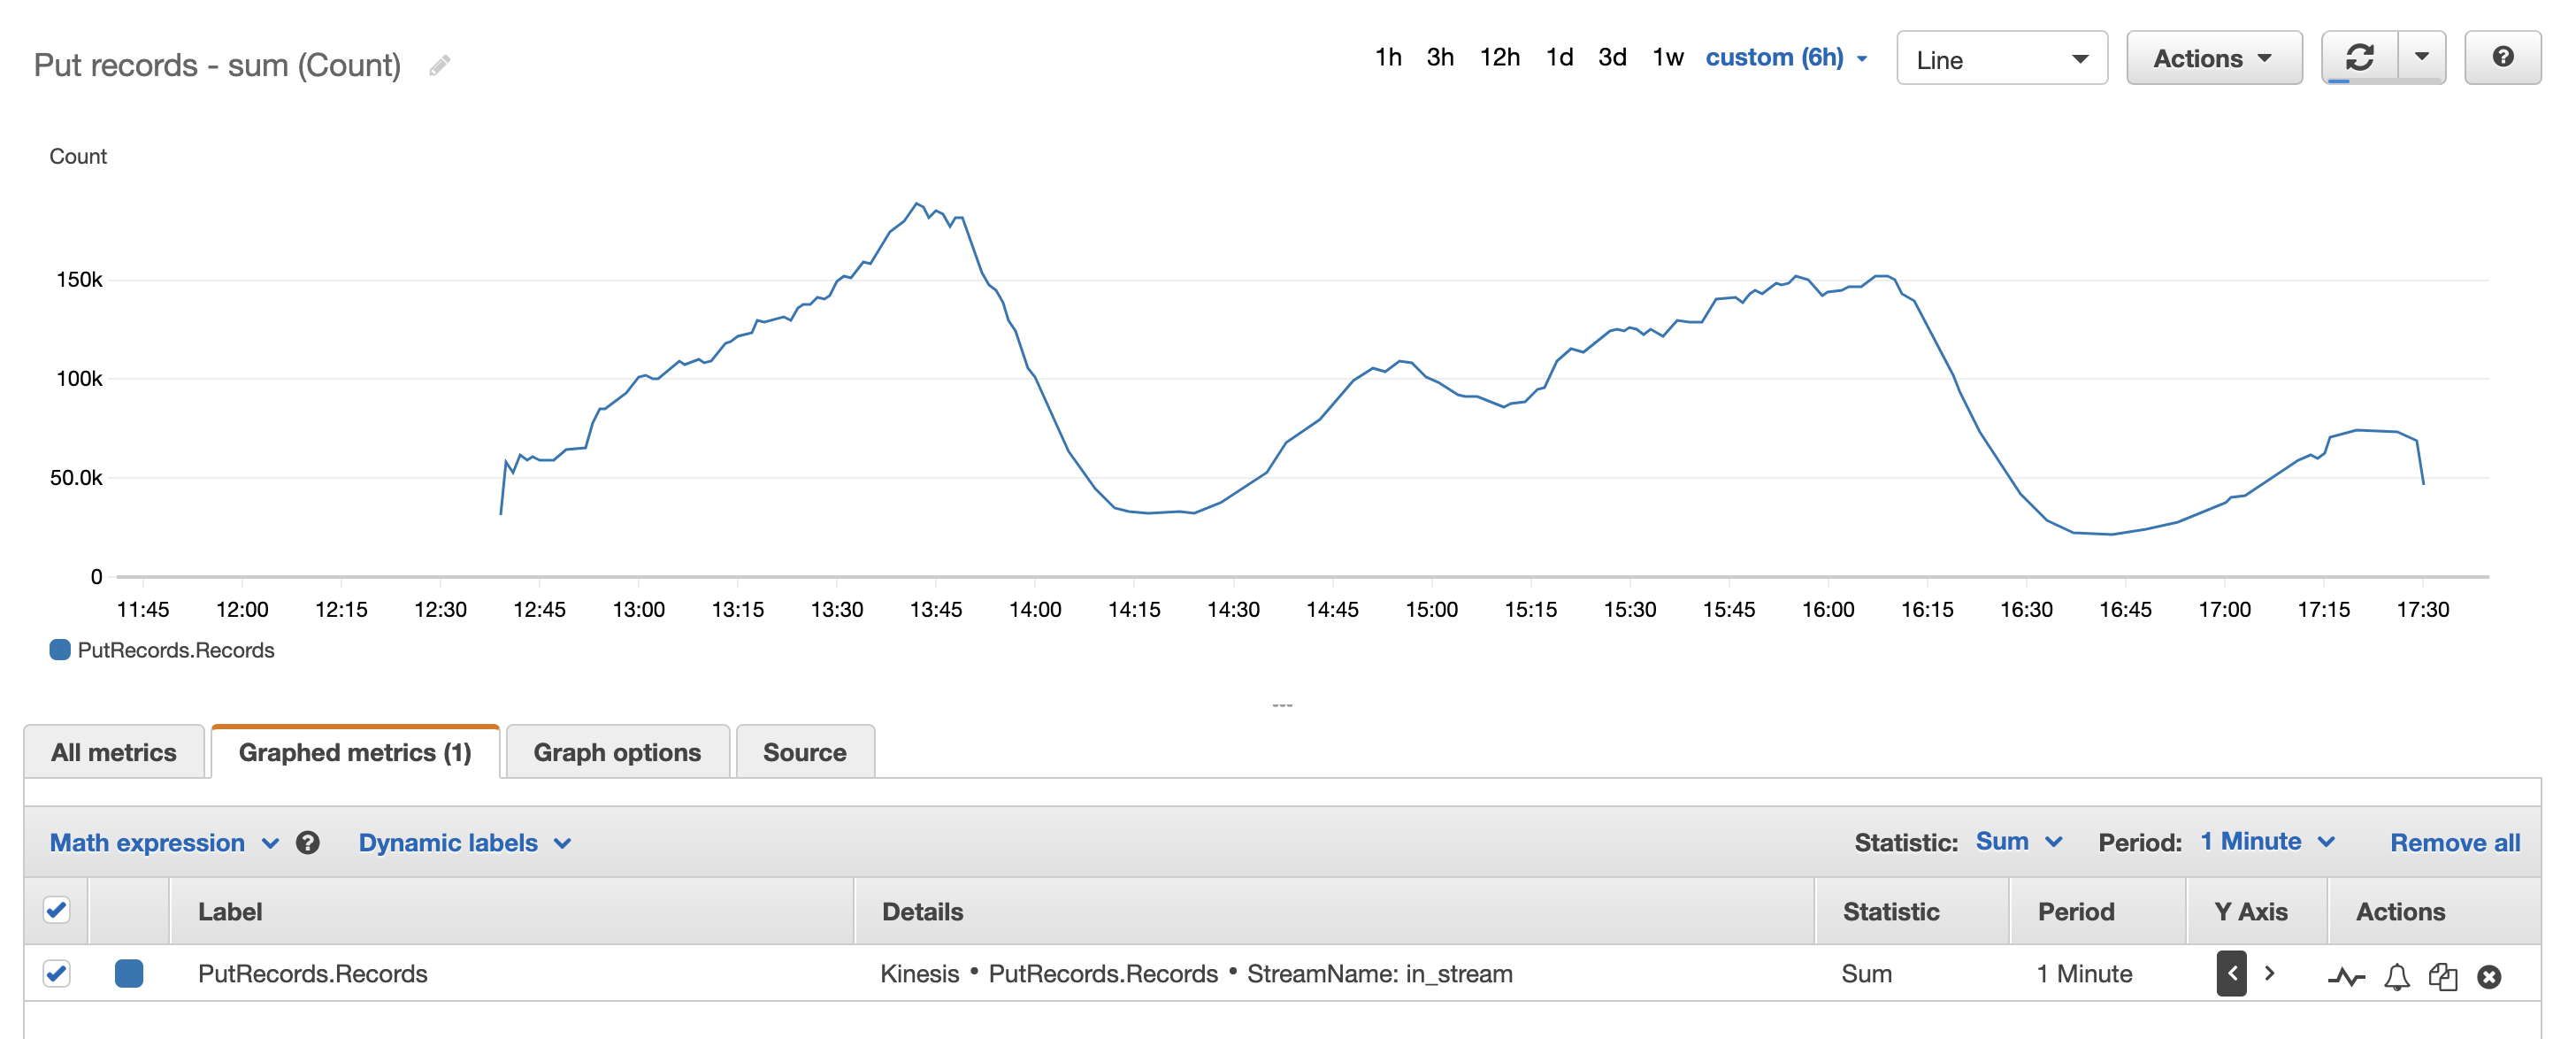 Put records - sum (Count)
1h 3h 12h 1d 3d 1w custom (6h)
Line
Actions
Count
150k
100k
50.0k
0
11:45 12:00 12:15 12:30 12:45 13:00 13:15 13:30 13:45 14:00 14:15 14:30 14:45 15:00 15:15 15:30 15:45 16:00 16:15 16:30 16:45 17:00 17:15 17:30
PutRecords.Records
All metrics Graphed metrics (1) Graph options Source
Math expression Dynamic labels Statistic: Sum Period: 1 Minute Remove all
Label Details Statistic Period Y Axis Actions
PutRecords.Records Kinesis • PutRecords.Records • StreamName: in_stream Sum 1 Minute